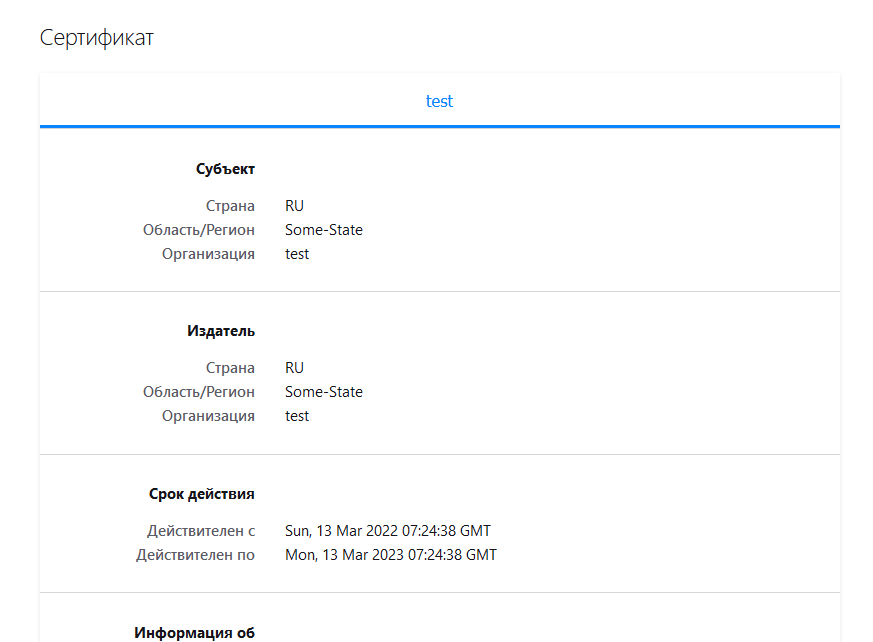 Сертификат
test
Субъект
Страна RU
Область/Регион Some-State
Организация test
Издатель
Страна RU
Область/Регион Some-State
Организация test
Срок действия
Действителен с Sun, 13 Mar 2022 07:24:38 GMT
Действителен по Mon, 13 Mar 2023 07:24:38 GMT
Информация об